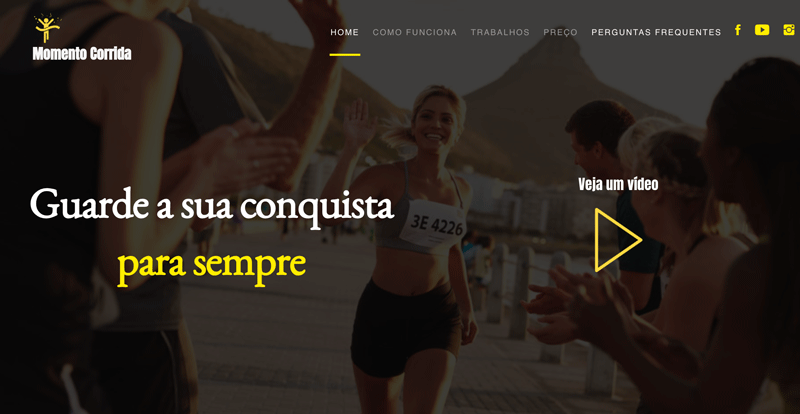 Momento Corrida
HOME COMO FUNCIONA TRABALHOS PREÇO PERGUNTAS FREQUENTES
Veja um vídeo
Guarde a sua conquista
3E 4226
para sempre